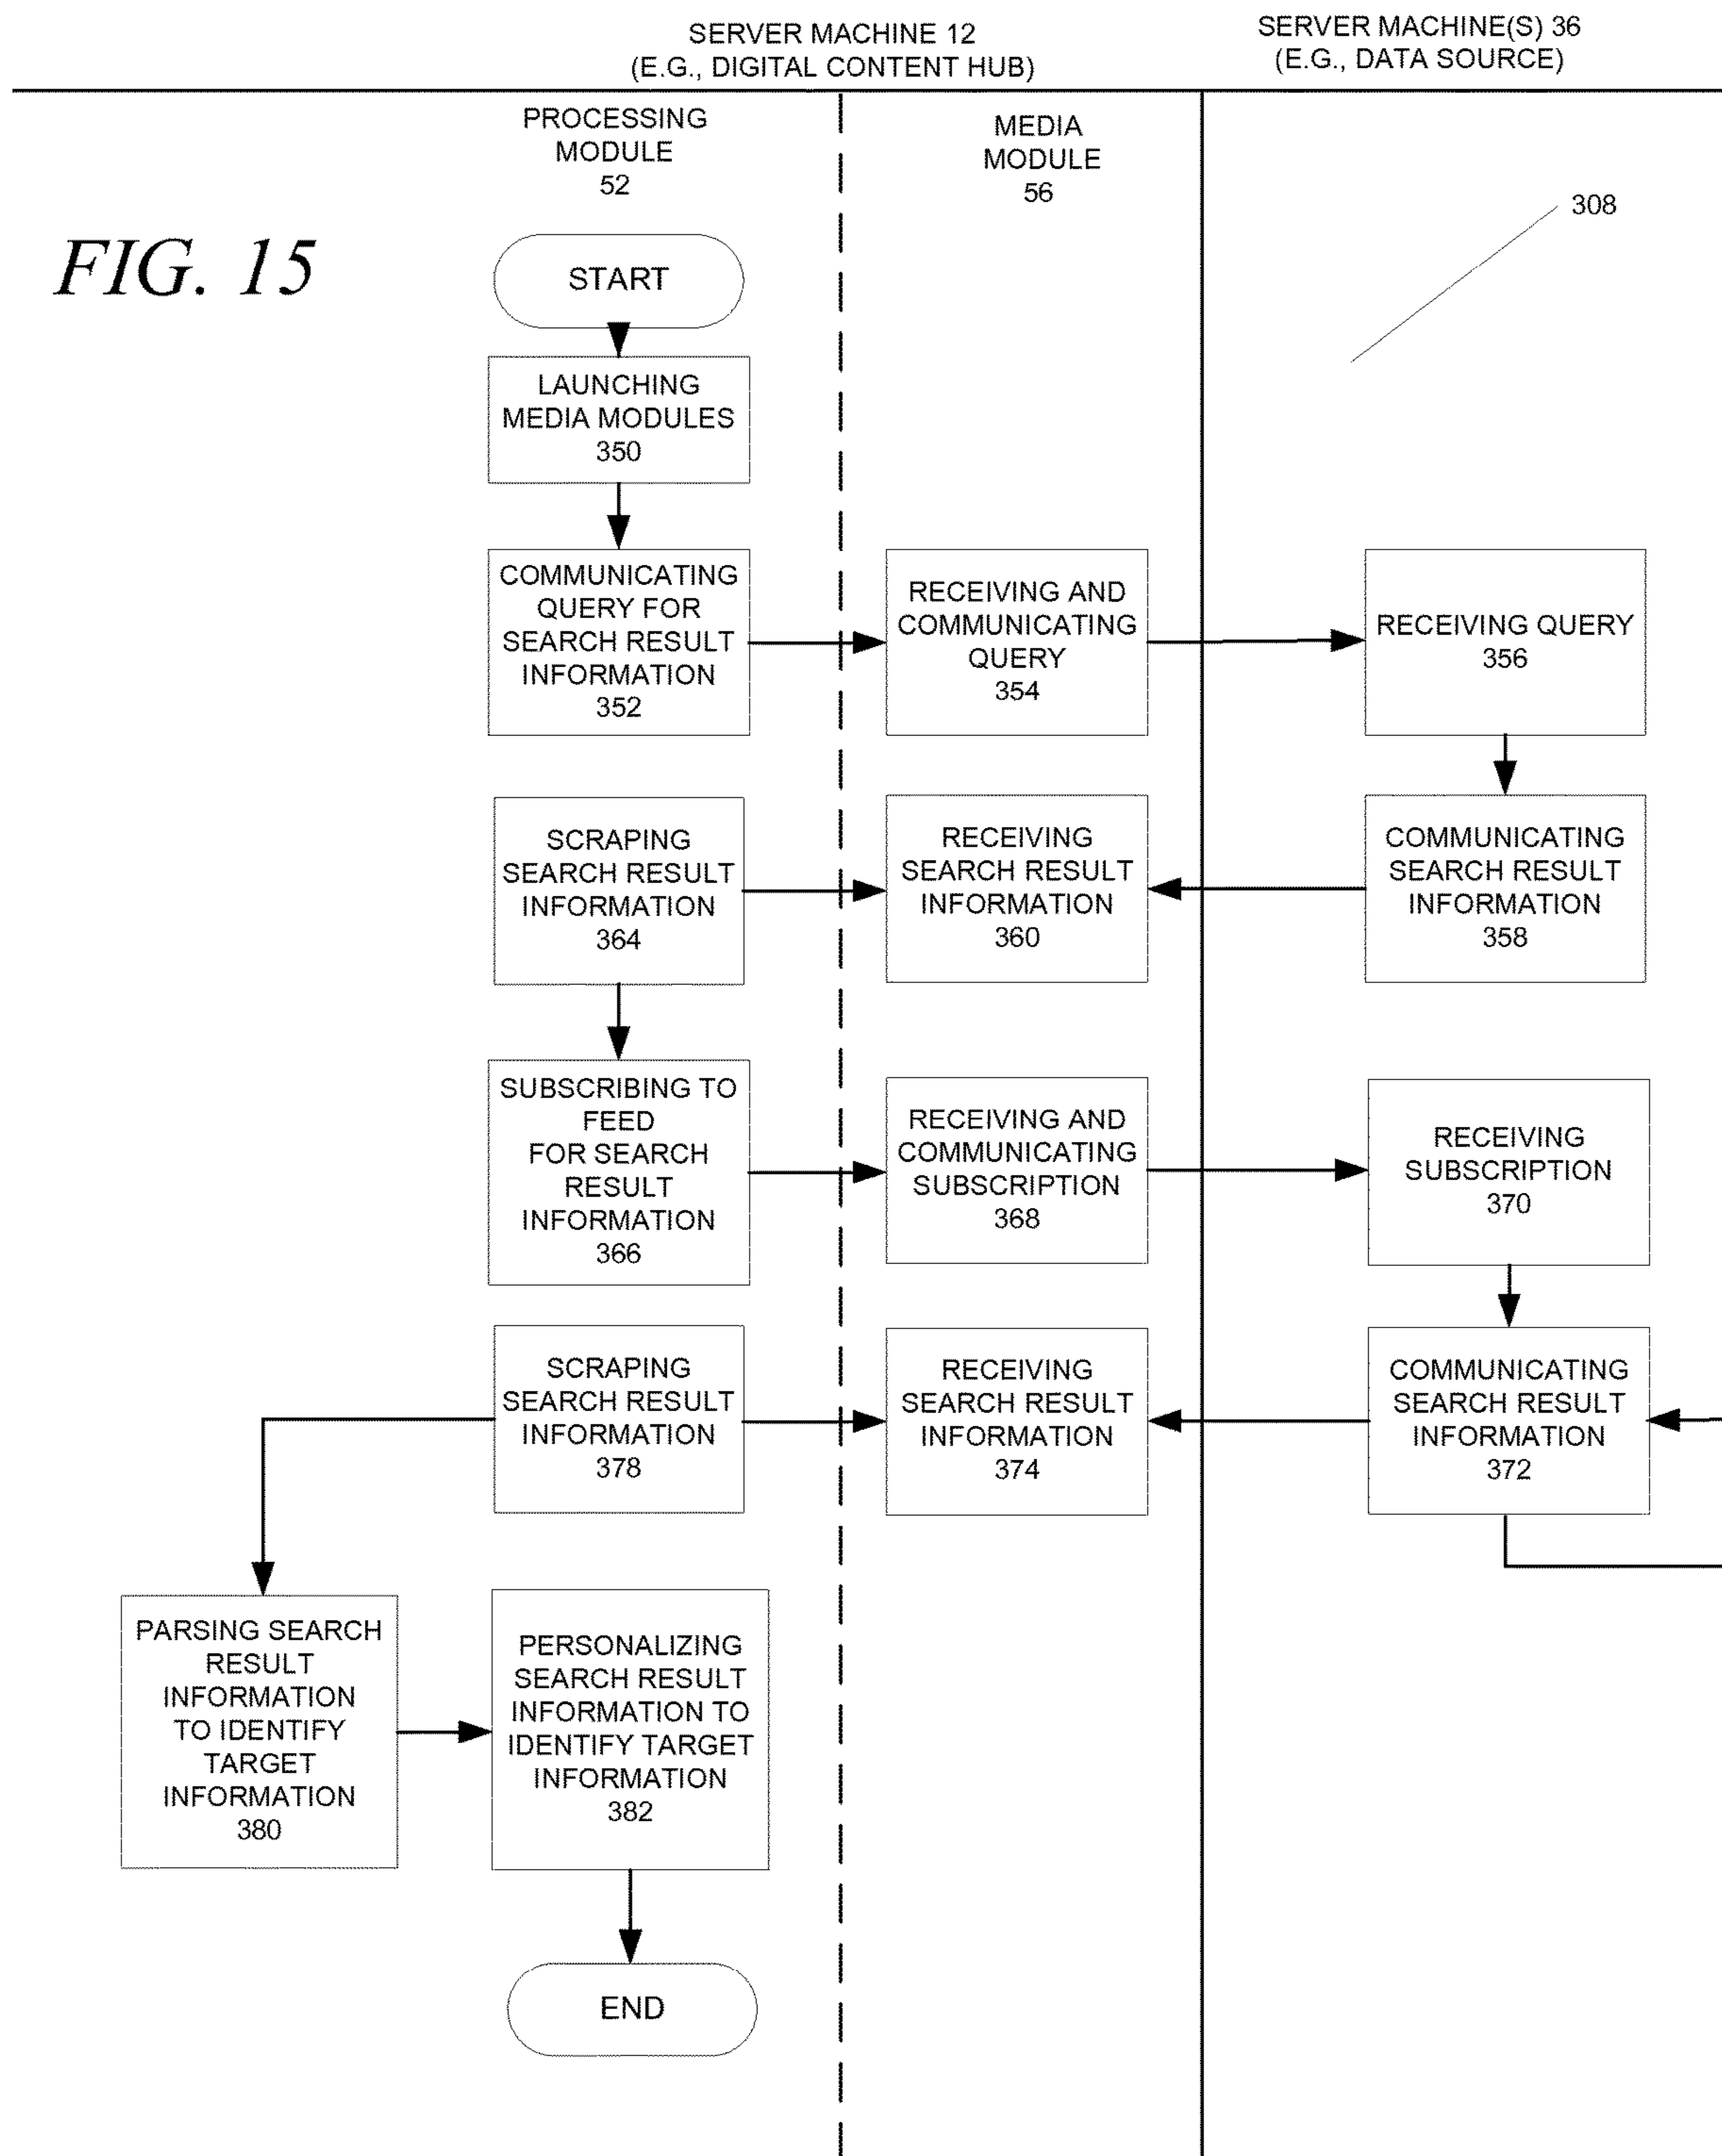 SERVER MACHINE 12
(E.G., DIGITAL CONTENT HUB)
SERVER MACHINE(S) 36
(E.G., DATA SOURCE)
PROCESSING
MODULE
52
MEDIA
MODULE
56
308
FIG. 15
START
LAUNCHING
MEDIA MODULES
350
COMMUNICATING
QUERY FOR
SEARCH RESULT
INFORMATION
352
RECEIVING AND
COMMUNICATING
QUERY
354
RECEIVING QUERY
356
SCRAPING
SEARCH RESULT
INFORMATION
364
RECEIVING
SEARCH RESULT
INFORMATION
360
COMMUNICATING
SEARCH RESULT
INFORMATION
358
SUBSCRIBING TO
FEED
FOR SEARCH
RESULT
INFORMATION
366
RECEIVING AND
COMMUNICATING
SUBSCRIPTION
368
RECEIVING
SUBSCRIPTION
370
SCRAPING
SEARCH RESULT
INFORMATION
378
RECEIVING
SEARCH RESULT
INFORMATION
374
COMMUNICATING
SEARCH RESULT
INFORMATION
372
PARSING SEARCH
RESULT
INFORMATION
TO IDENTIFY
TARGET
INFORMATION
380
PERSONALIZING
SEARCH RESULT
INFORMATION TO
IDENTIFY TARGET
INFORMATION
382
END